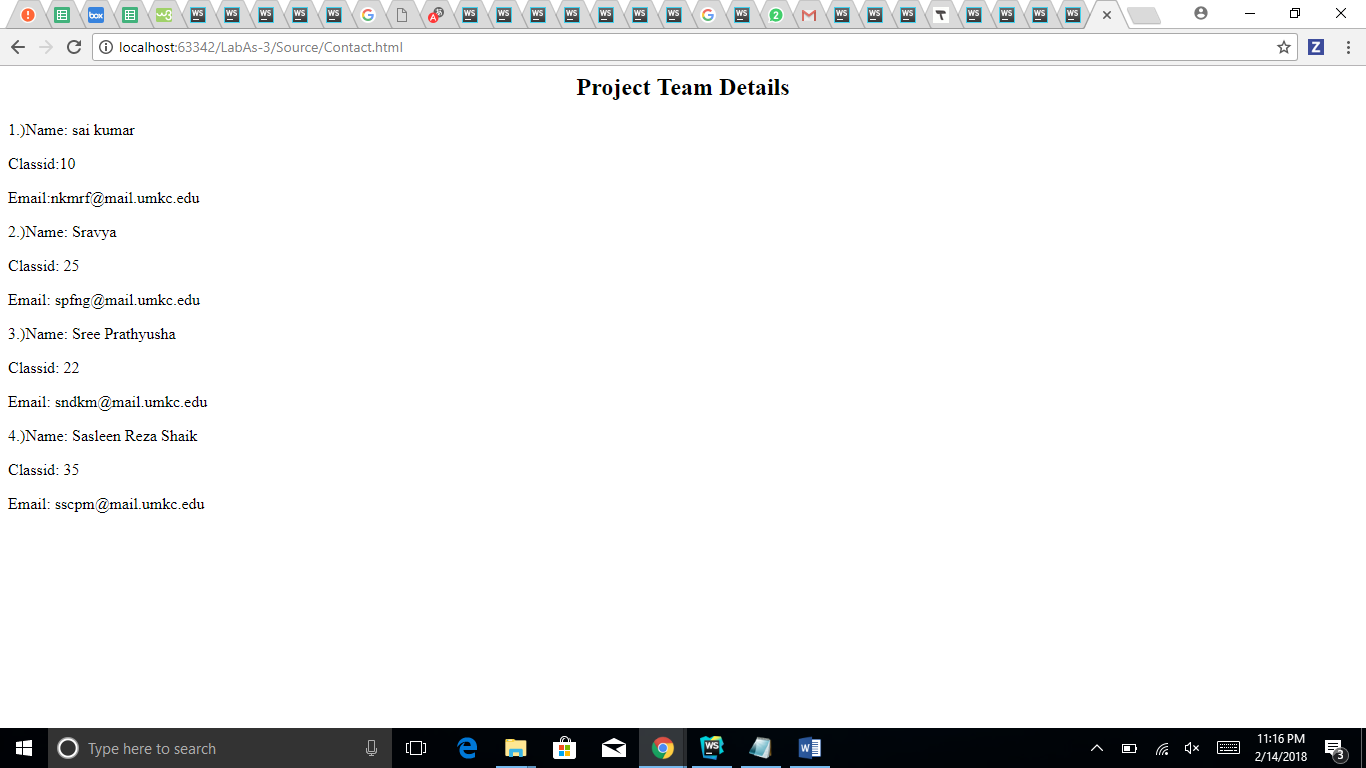 localhost:63342/LabAs-3/Source/Contact.html
Project Team Details
1.)Name: sai kumar
Classid:10
Email:nkmrf@mail.umkc.edu
2.)Name: Sravya
Classid: 25
Email: spfng@mail.umkc.edu
3.)Name: Sree Prathyusha
Classid: 22
Email: sndkm@mail.umkc.edu
4.)Name: Sasleen Reza Shaik
Classid: 35
Email: sscpm@mail.umkc.edu
Type here to search
11:16 PM
2/14/2018
3